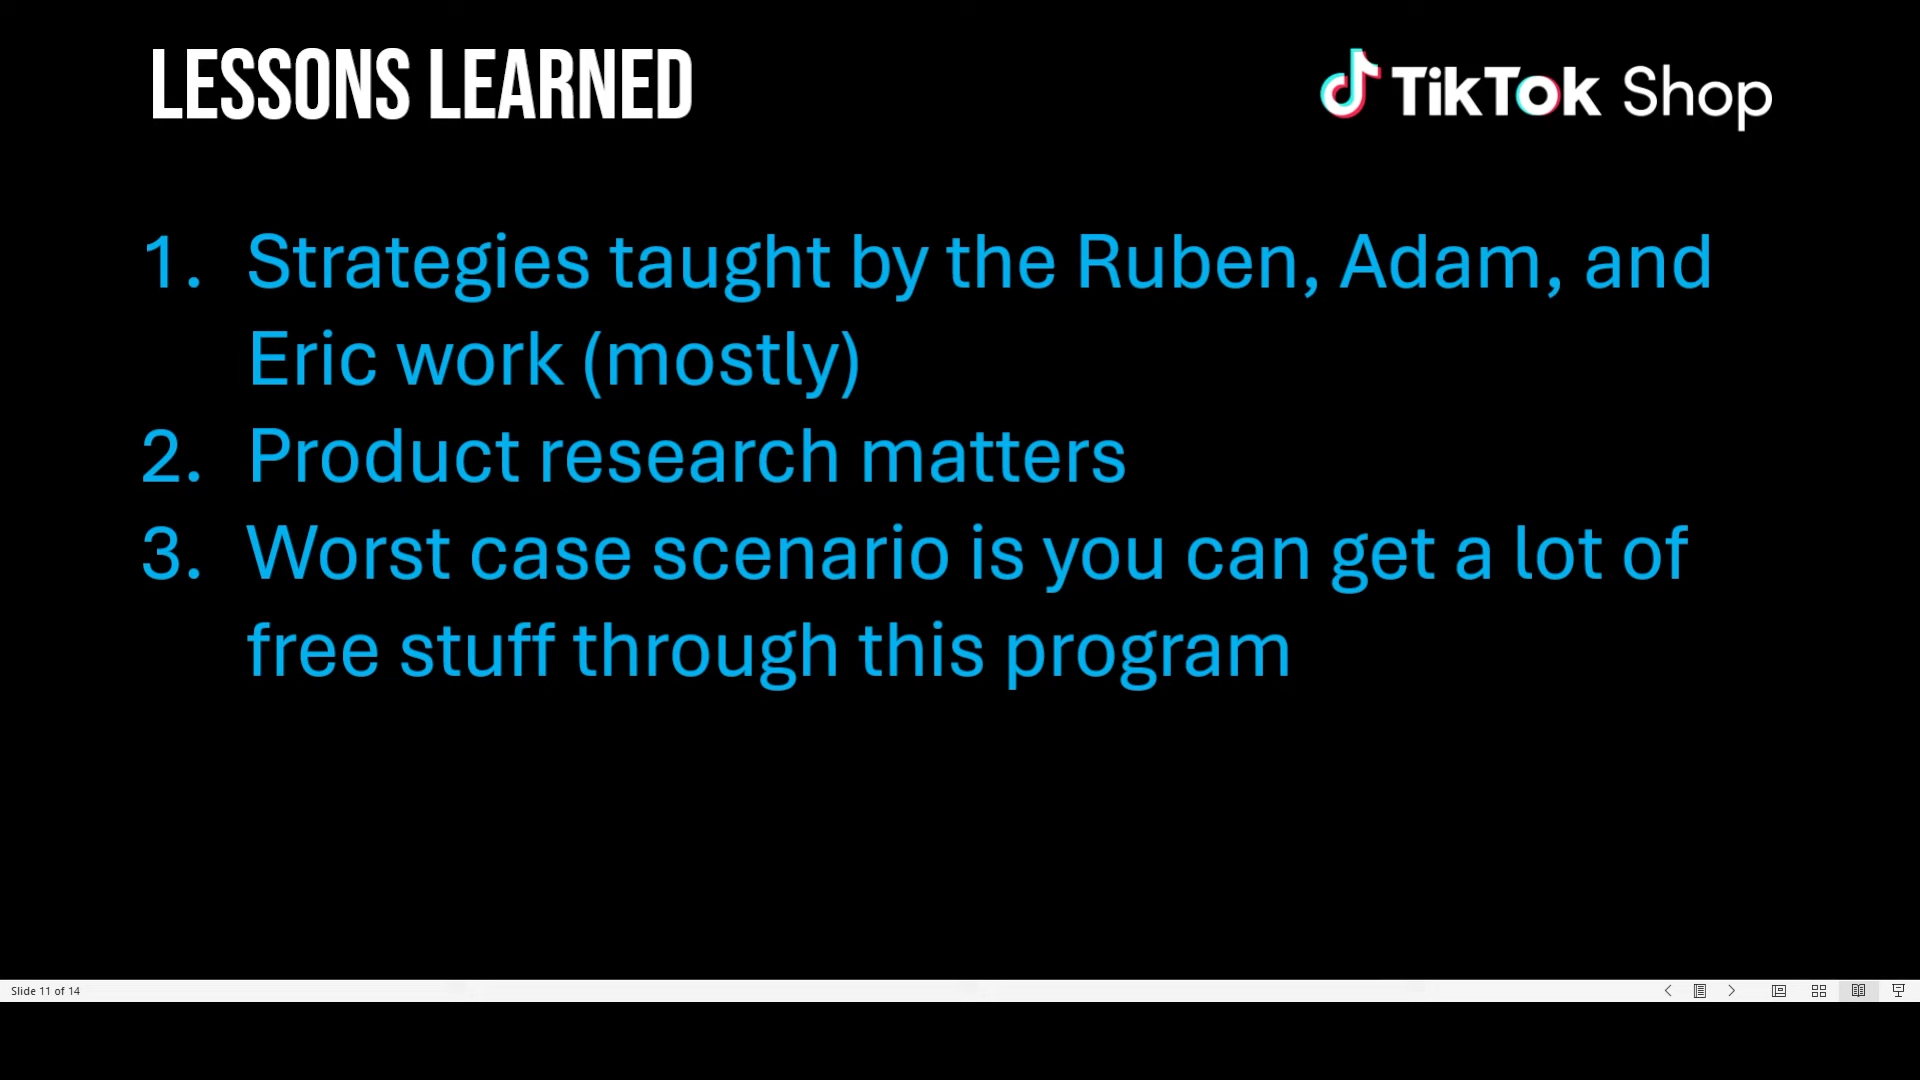 LESSONS LEARNED
TikTok Shop
1. Strategies taught by the Ruben, Adam, and
Eric work (mostly)
2. Product research matters
3. Worst case scenario is you can get a lot of
free stuff through this program
Slide 11 of 14